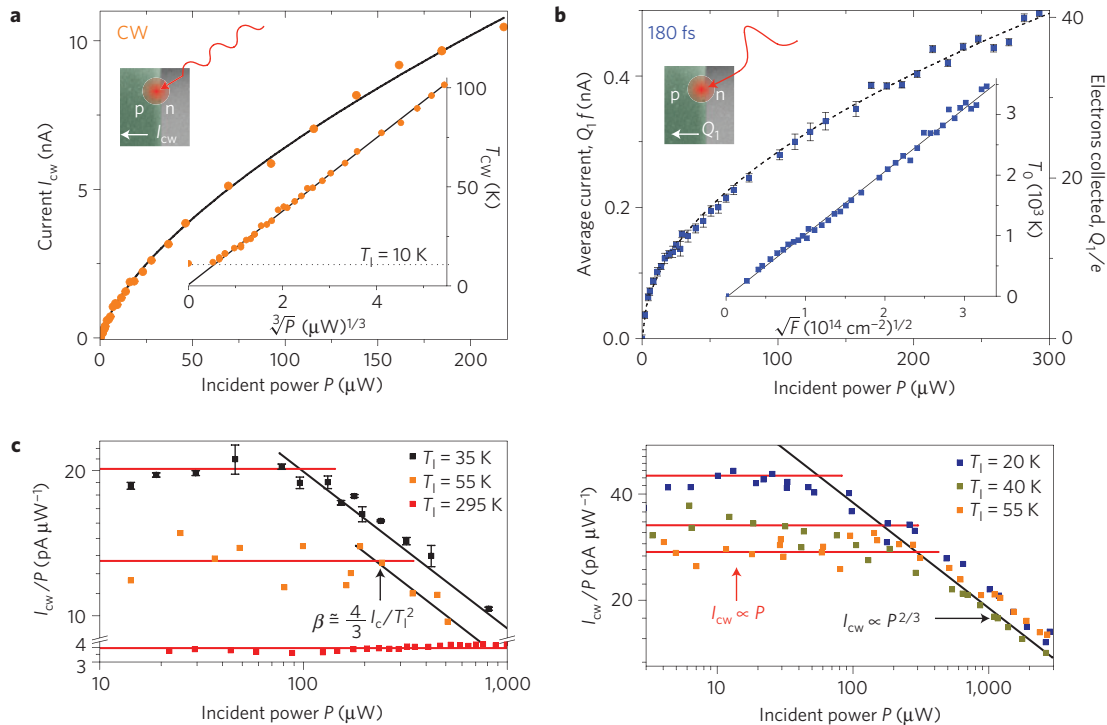 a
CW
p
n
I_cw
Current I_cw (nA)
10
5
0
0
50
100
150
200
Incident power P (μW)
T_l = 10 K
0
2
4
∛P (μW)^1/3
100
50
0
T_CW (K)
b
180 fs
p
n
Q_1
Average current, Q_1 f (nA)
0.4
0.2
0.0
0
100
200
300
Incident power P (μW)
0
1
2
3
√F (10^14 cm^−2)^1/2
3
2
1
0
T_0 (10^3 K)
40
20
0
Electrons collected, Q_1/e
c
I_cw/P (pA μW^−1)
20
10
4
3
T_l = 35 K
T_l = 55 K
T_l = 295 K
β ≅ 4/3 I_c/T_l^2
10
100
1,000
Incident power P (μW)
I_cw/P (pA μW^−1)
40
20
T_l = 20 K
T_l = 40 K
T_l = 55 K
I_cw ∝ P
I_cw ∝ P^2/3
10
100
1,000
Incident power P (μW)